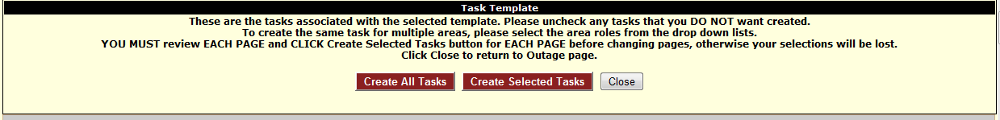 Task Template
These are the tasks associated with the selected template. Please uncheck any tasks that you DO NOT want created.
To create the same task for multiple areas, please select the area roles from the drop down lists.
YOU MUST review EACH PAGE and CLICK Create Selected Tasks button for EACH PAGE before changing pages, otherwise your selections will be lost.
Click Close to return to Outage page.
Create All Tasks Create Selected Tasks Close